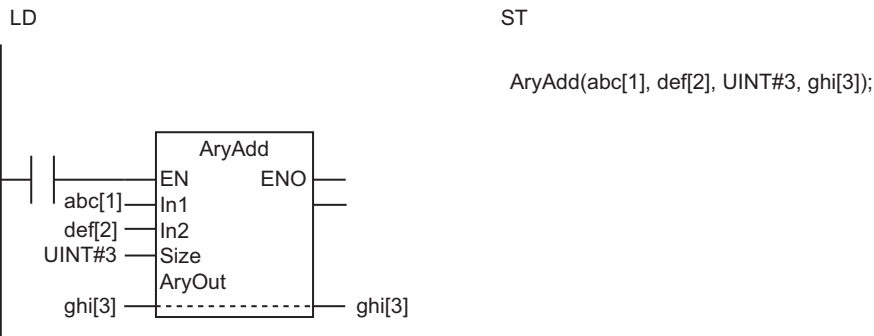 LD
ST
AryAdd(abc[1], def[2], UINT#3, ghi[3]);
AryAdd
EN ENO
abc[1] In1
def[2] In2
UINT#3 Size
AryOut
ghi[3] ghi[3]